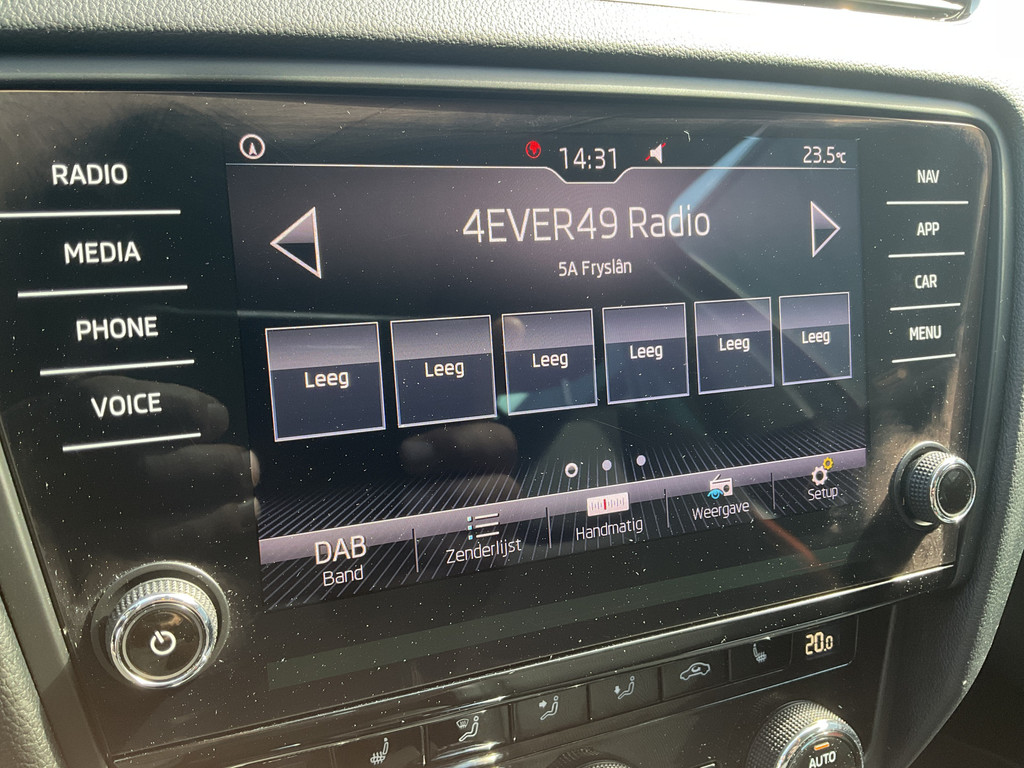 RADIO
MEDIA
PHONE
VOICE
14:31
23.5°C
4EVER49 Radio
5A Fryslân
Leeg
Leeg
Leeg
Leeg
Leeg
Leeg
DAB
Band
Zenderlijst
Handmatig
Weergave
Setup
NAV
APP
CAR
MENU
20.0
AUTO